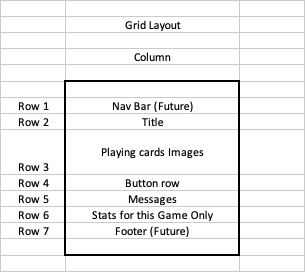 Grid Layout
Column
Row 1 Nav Bar (Future)
Row 2 Title
Playing cards Images
Row 3
Row 4 Button row
Row 5 Messages
Row 6 Stats for this Game Only
Row 7 Footer (Future)